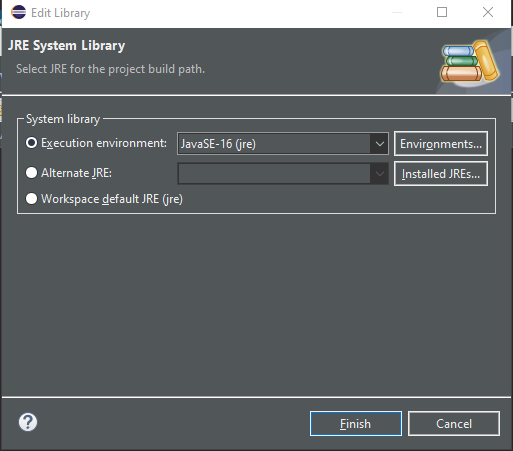 Edit Library
JRE System Library
Select JRE for the project build path.
System library
Execution environment: JavaSE-16 (jre) Environments...
Alternate JRE: Installed JREs...
Workspace default JRE (jre)
? Finish Cancel